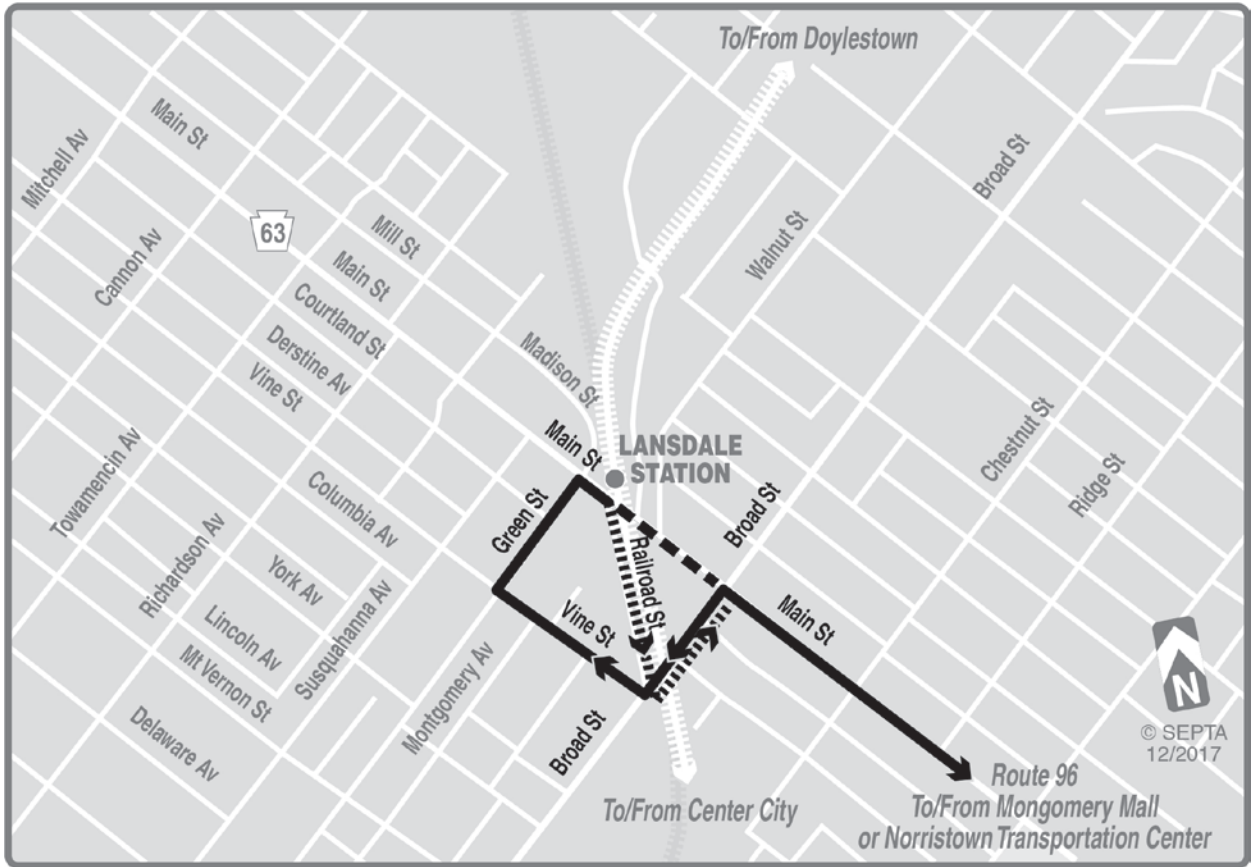 To/From Doylestown
Main St
Mitchell Av
63
Broad St
Mill St
Main St
Walnut St
Cannon Av
Courtland St
Derstine Av
Vine St
Madison St
Main St
LANSDALE
STATION
Chestnut St
Ridge St
Towamencin Av
Columbia Av
Green St
Broad St
Railroad St
Richardson Av
York Av
Vine St
Main St
Lincoln Av
Susquahanna Av
Mt Vernon St
Montgomery Av
Delaware Av
Broad St
N
© SEPTA
12/2017
To/From Center City
Route 96
To/From Mongomery Mall
or Norristown Transportation Center